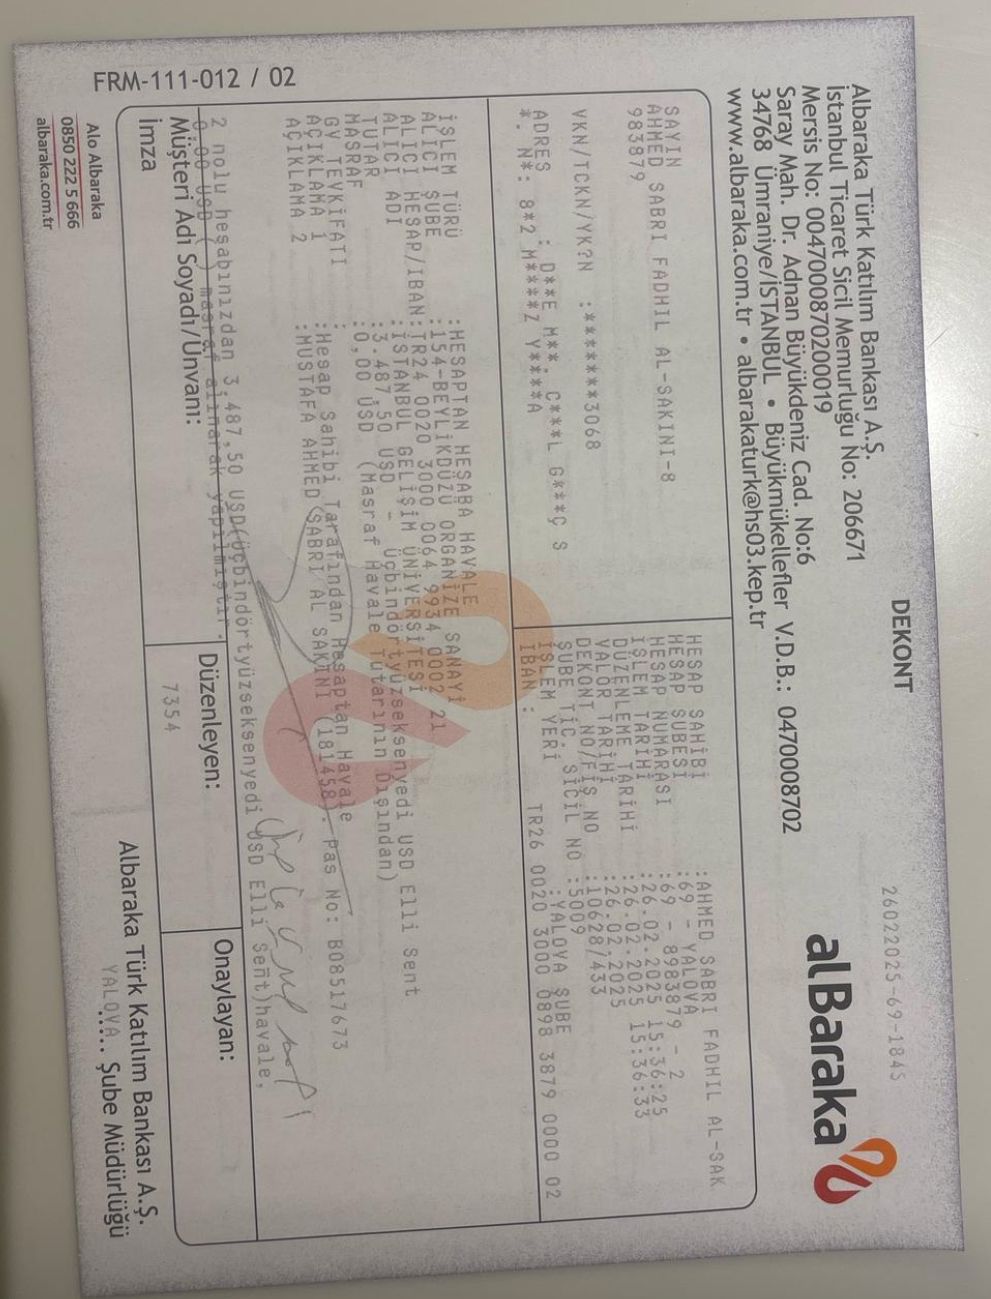 DEKONT
26022025-69-184S
Albaraka Türk Katılım Bankası A.Ş.
İstanbul Ticaret Sicil Memurluğu No: 206671
Mersis No: 0047000870200019
Saray Mah. Dr. Adnan Büyükdeniz Cad. No:6
34768 Ümraniye/İSTANBUL • Büyükmükellefler V.D.B.: 0470008702
www.albaraka.com.tr • albarakaturk@hs03.kep.tr
alBaraka
SAYIN
AHMED SABRI FADHIL AL-SAKINI-8
983879
VKN/TCKN/YK?N :*******3068
ADRES : D**E M**. C***L G***Ç S
*. N*: 8*2 M****Z Y****A
HESAP SAHİBİ :AHMED SABRI FADHIL AL-SAK
HESAP ŞUBESİ :69 - YALOVA
HESAP NUMARASI :69 - 8983879 - 2
İŞLEM TARİHİ :26.02.2025 15:36:25
DÜZENLEME TARİHİ :26.02.2025 15:36:33
VALÖR TARİHİ :26.02.2025
DEKONT NO/FİŞ NO :10628/433
ŞUBE TİC. SİCİL NO :5009
İŞLEM YERİ :YALOVA ŞUBE
IBAN : TR26 0020 3000 0898 3879 0000 02
İŞLEM TÜRÜ :HESAPTAN HESABA HAVALE
ALICI ŞUBE :154-BEYLİKDÜZÜ ORGANİZE SANAYİ
ALICI HESAP/IBAN:TR24 0020 3000 0064 9934 0002 21
ALICI ADI :İSTANBUL GELİŞİM ÜNİVERSİTESİ
TUTAR :3.487,50 USD - Üçbindörtyüzseksenyedi USD Elli Sent
MASRAF :0,00 USD (Masraf Havale Tutarının Dışından)
GV TEVKİFATI :
AÇIKLAMA 1 :Hesap Sahibi Tarafından Hesaptan Havale
AÇIKLAMA 2 :MUSTAFA AHMED SABRI AL SAKINI (181458). Pas No: B08517673
2 nolu hesabınızdan 3.487,50 USD(Üçbindörtyüzseksenyedi USD Elli Sent)havale,
0,00 USD ( ) masraf alınarak yapılmıştır.
Müşteri Adı Soyadı/Ünvanı:
İmza
Düzenleyen:
7354
Onaylayan:
Albaraka Türk Katılım Bankası A.Ş.
YALOVA..... Şube Müdürlüğü
FRM-111-012 / 02
Alo Albaraka
0850 222 5 666
albaraka.com.tr